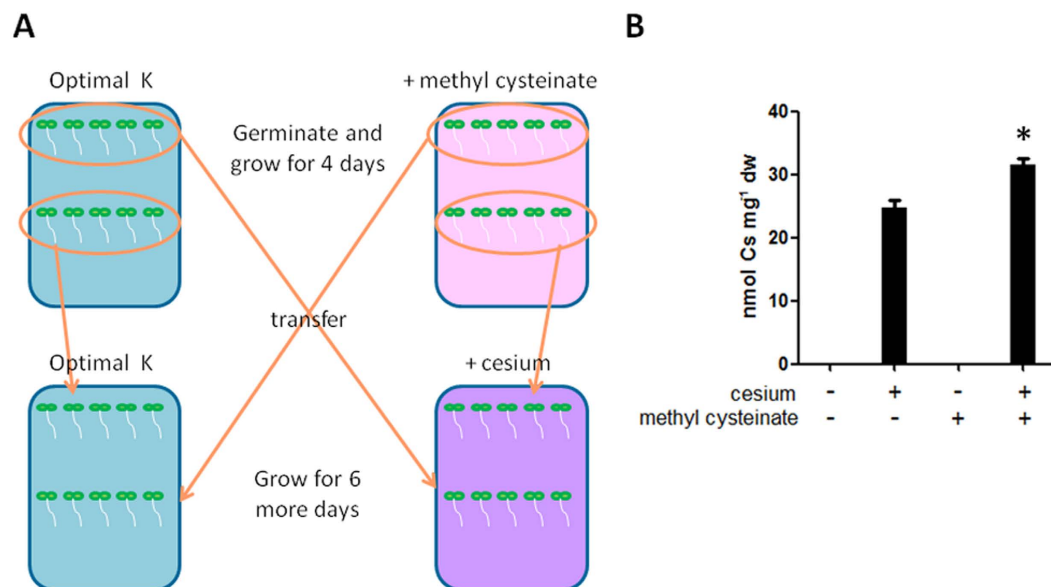 A
Optimal K
+ methyl cysteinate
Germinate and
grow for 4 days
transfer
Optimal K
+ cesium
Grow for 6
more days
B
nmol Cs mg⁻¹ dw
40
30
20
10
0
*
cesium - + - +
methyl cysteinate - - + +